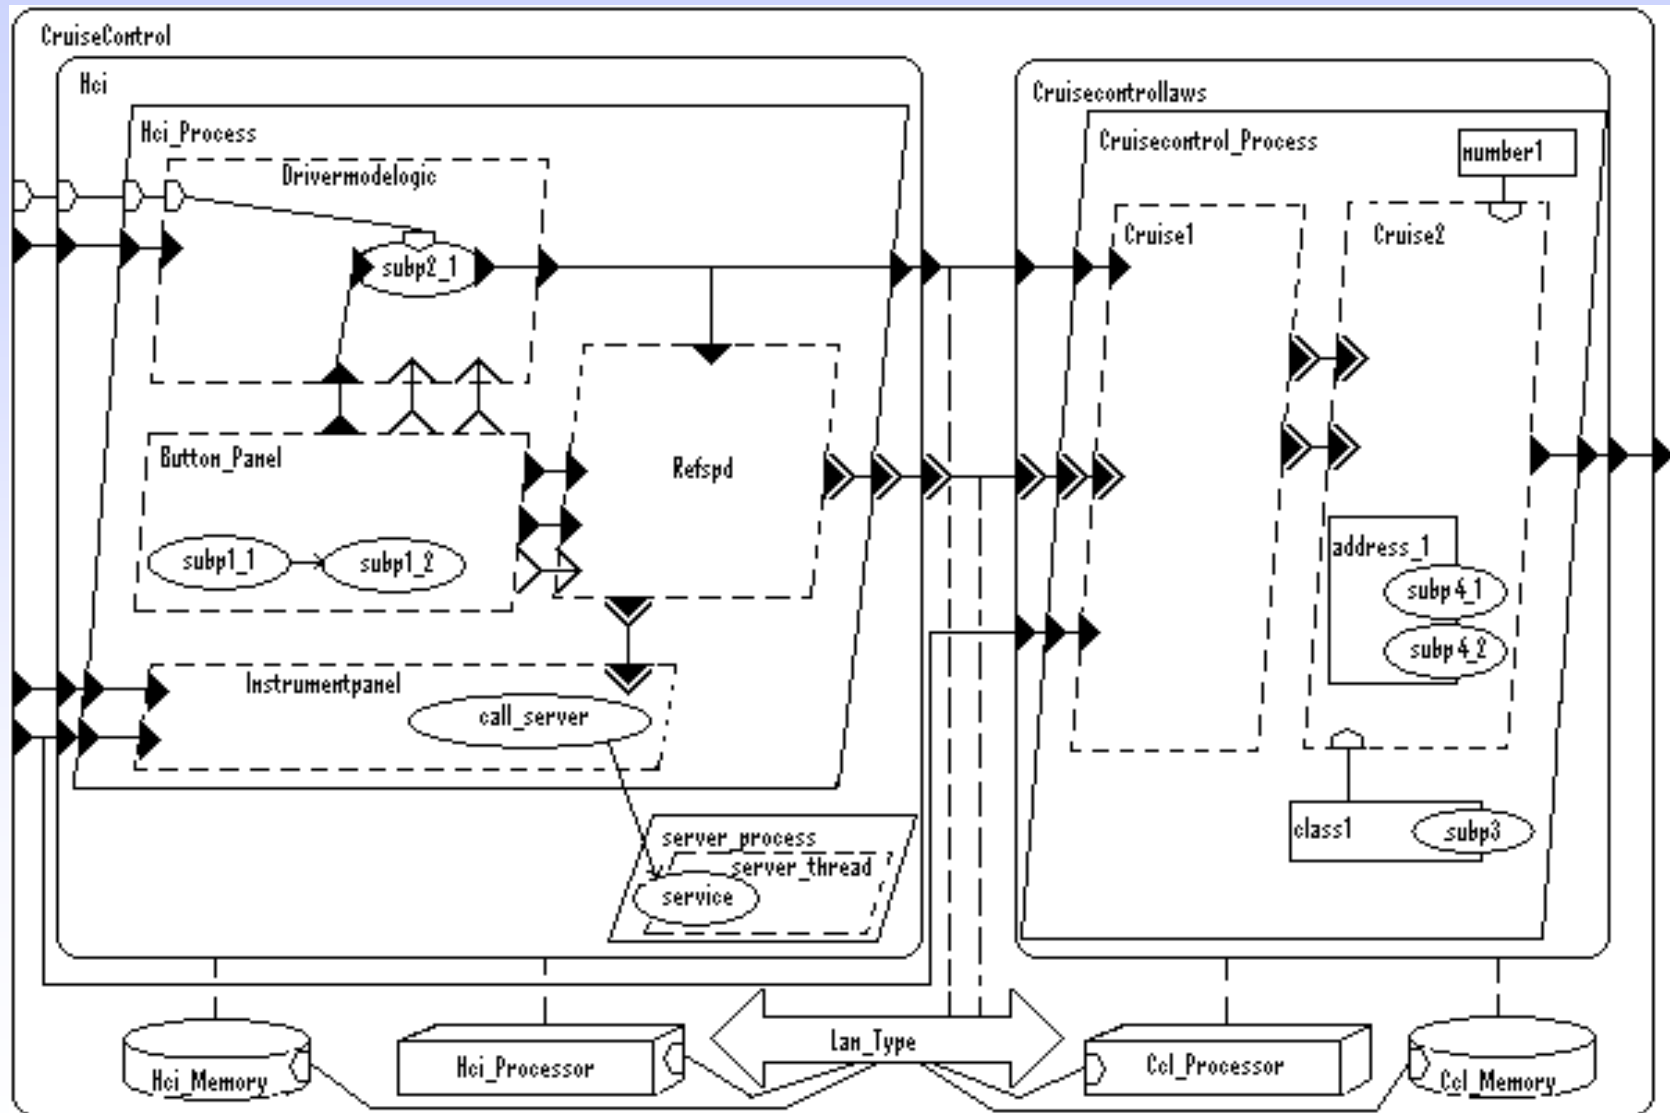 CruiseControl
Hci
Cruisecontrollaws
Hci_Process
Cruisecontrol_Process
number1
Drivermodelogic
Cruise1
Cruise2
subp2_1
Button_Panel
Refspd
subp1_1
subp1_2
address_1
subp4_1
subp4_2
Instrumentpanel
call_server
server_process
server_thread
service
class1
subp3
Lan_Type
Hci_Memory
Hci_Processor
Ccl_Processor
Ccl_Memory